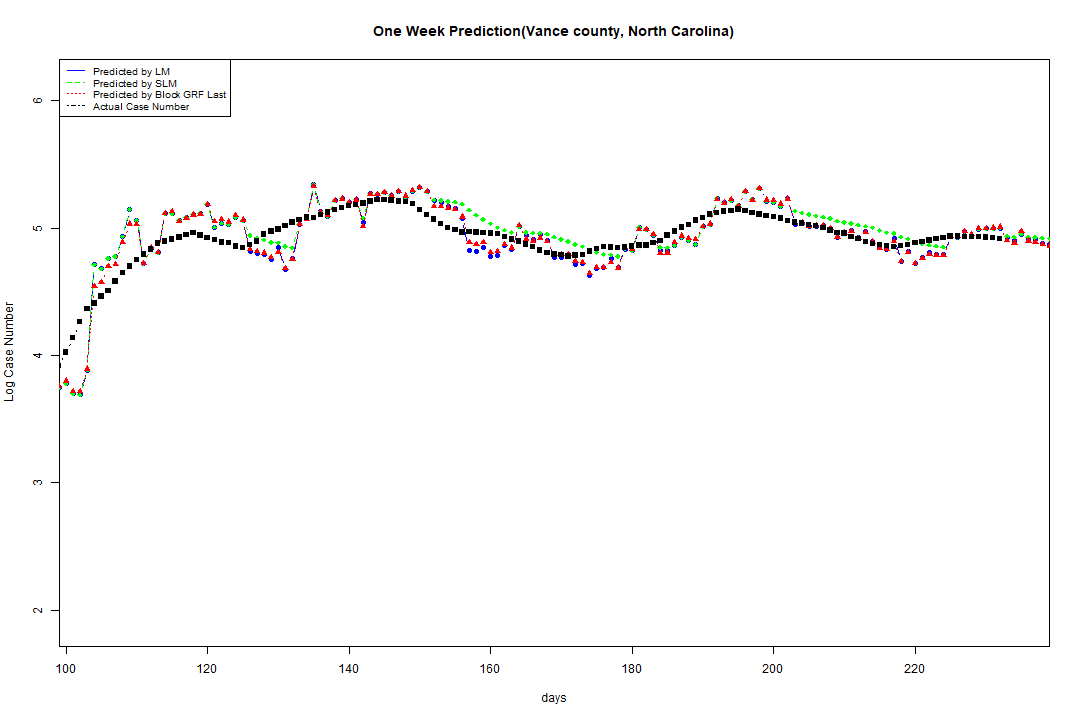 One Week Prediction(Vance county, North Carolina)
Predicted by LM
Predicted by SLM
Predicted by Block GRF Last
Actual Case Number
6
5
4
3
2
Log Case Number
100 120 140 160 180 200 220
days